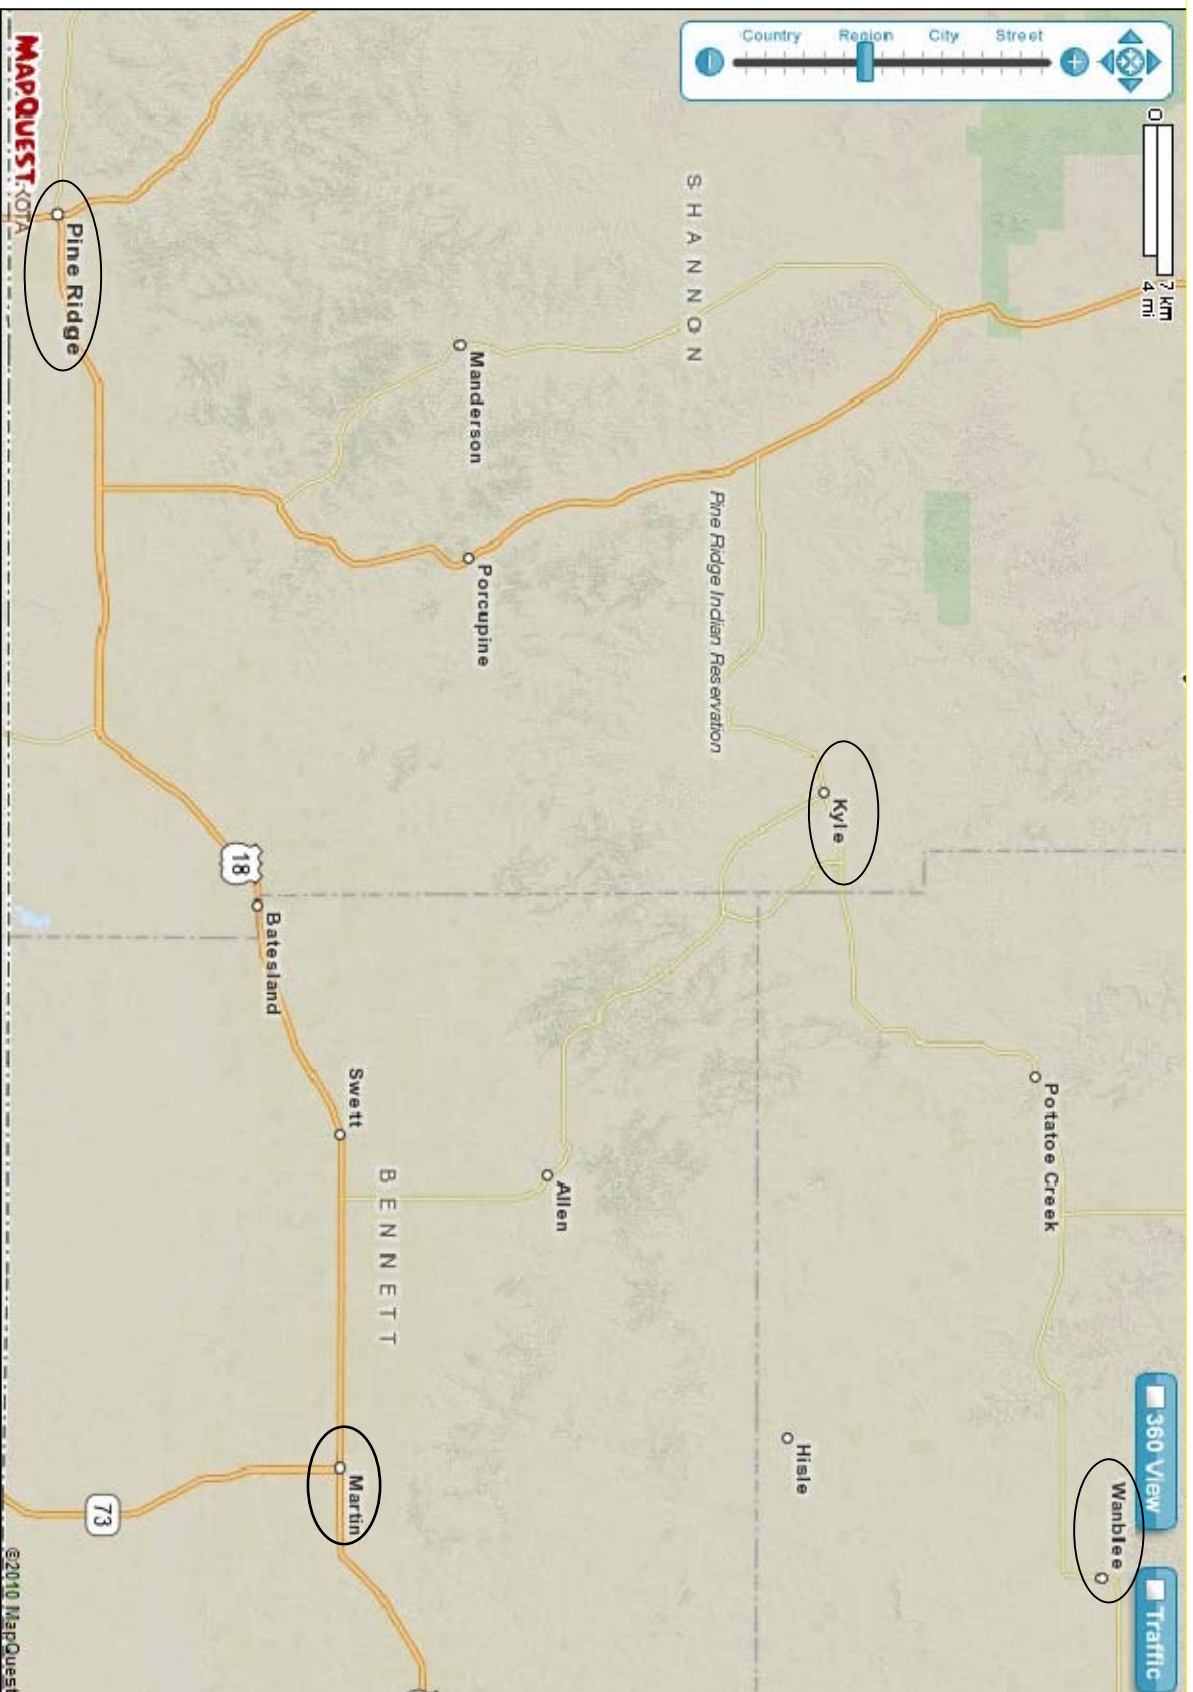 Country Region City Street
0
7 km
4 mi
360 View
Traffic
Wanblee
Potatoe Creek
Kyle
Hisle
Pine Ridge Indian Reservation
SHANNON
Allen
Porcupine
Manderson
BENNETT
Swett
Martin
Batesland
18
73
Pine Ridge
MAPQUEST
KOTA
©2010 MapQuest